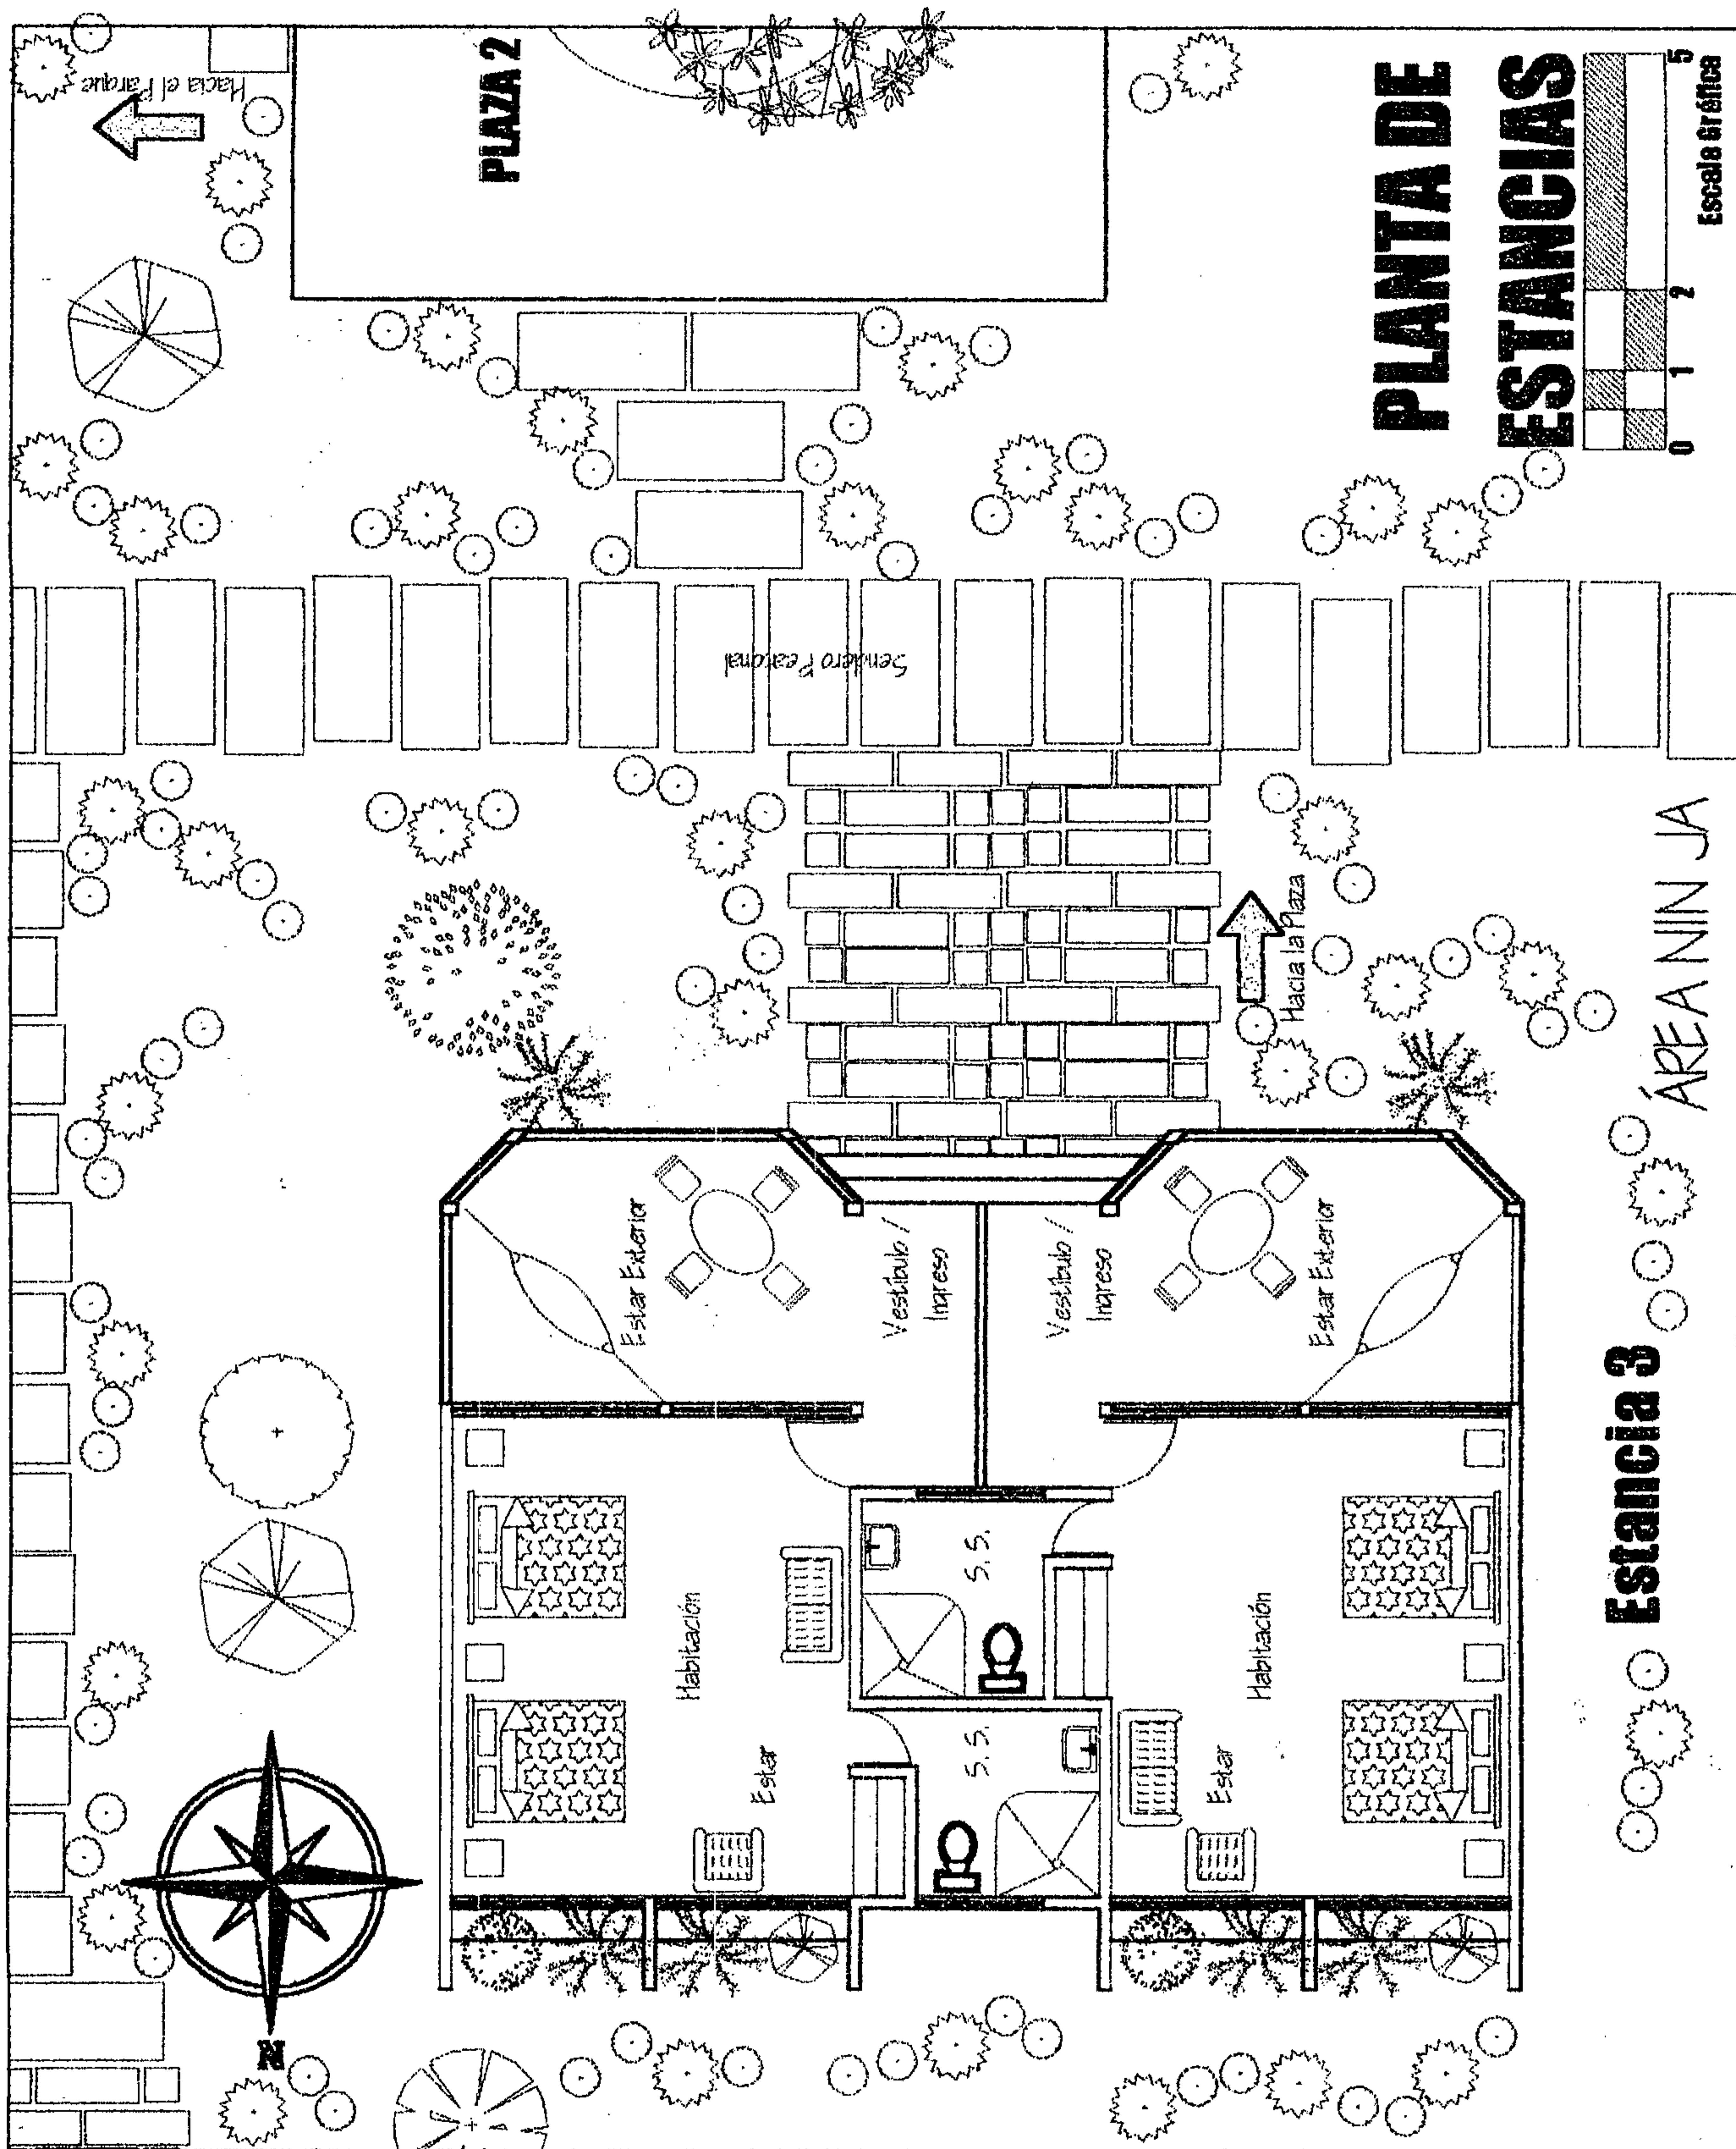 Hacia el Parque
PLAZA 2
PLANTA DE
ESTANCIAS
0 1 2 5
Escala Gráfica
Sendero Peatonal
Hacia la Plaza
ÁREA NIN JA
Estar Exterior
Vestíbulo /
Ingreso
Vestíbulo /
Ingreso
Estar Exterior
Estancia 3
Habitación
S.S.
Habitación
Estar
S.S.
Estar
N